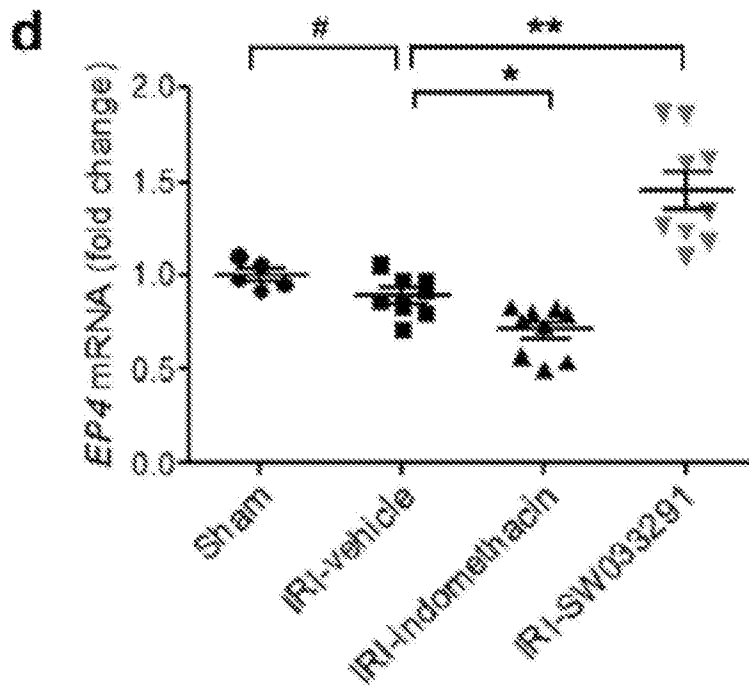 d
#
**
*
EP4 mRNA (fold change)
2.0
1.5
1.0
0.5
0.0
Sham
IRI-vehicle
IRI-Indomethacin
IRI-SW033291